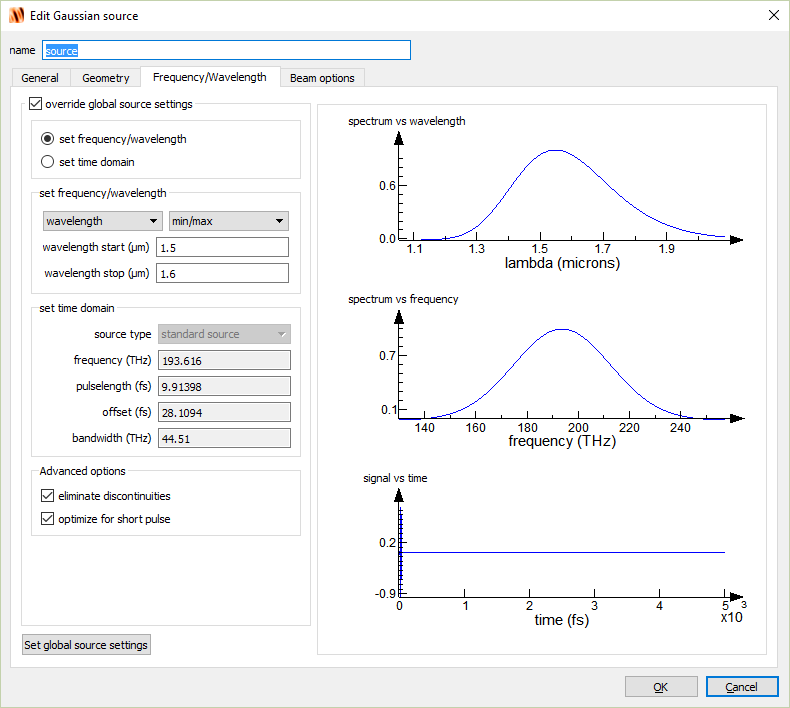 Edit Gaussian source
name source
General Geometry Frequency/Wavelength Beam options
override global source settings
set frequency/wavelength
set time domain
set frequency/wavelength
wavelength min/max
wavelength start (µm) 1.5
wavelength stop (µm) 1.6
set time domain
source type standard source
frequency (THz) 193.616
pulselength (fs) 9.91398
offset (fs) 28.1094
bandwidth (THz) 44.51
Advanced options
eliminate discontinuities
optimize for short pulse
Set global source settings
spectrum vs wavelength
0.6
0.0
1.1 1.3 1.5 1.7 1.9
lambda (microns)
spectrum vs frequency
0.7
0.1
140 160 180 200 220 240
frequency (THz)
signal vs time
0.2
-0.9
0 1 2 3 4 5 3
x10
time (fs)
OK Cancel